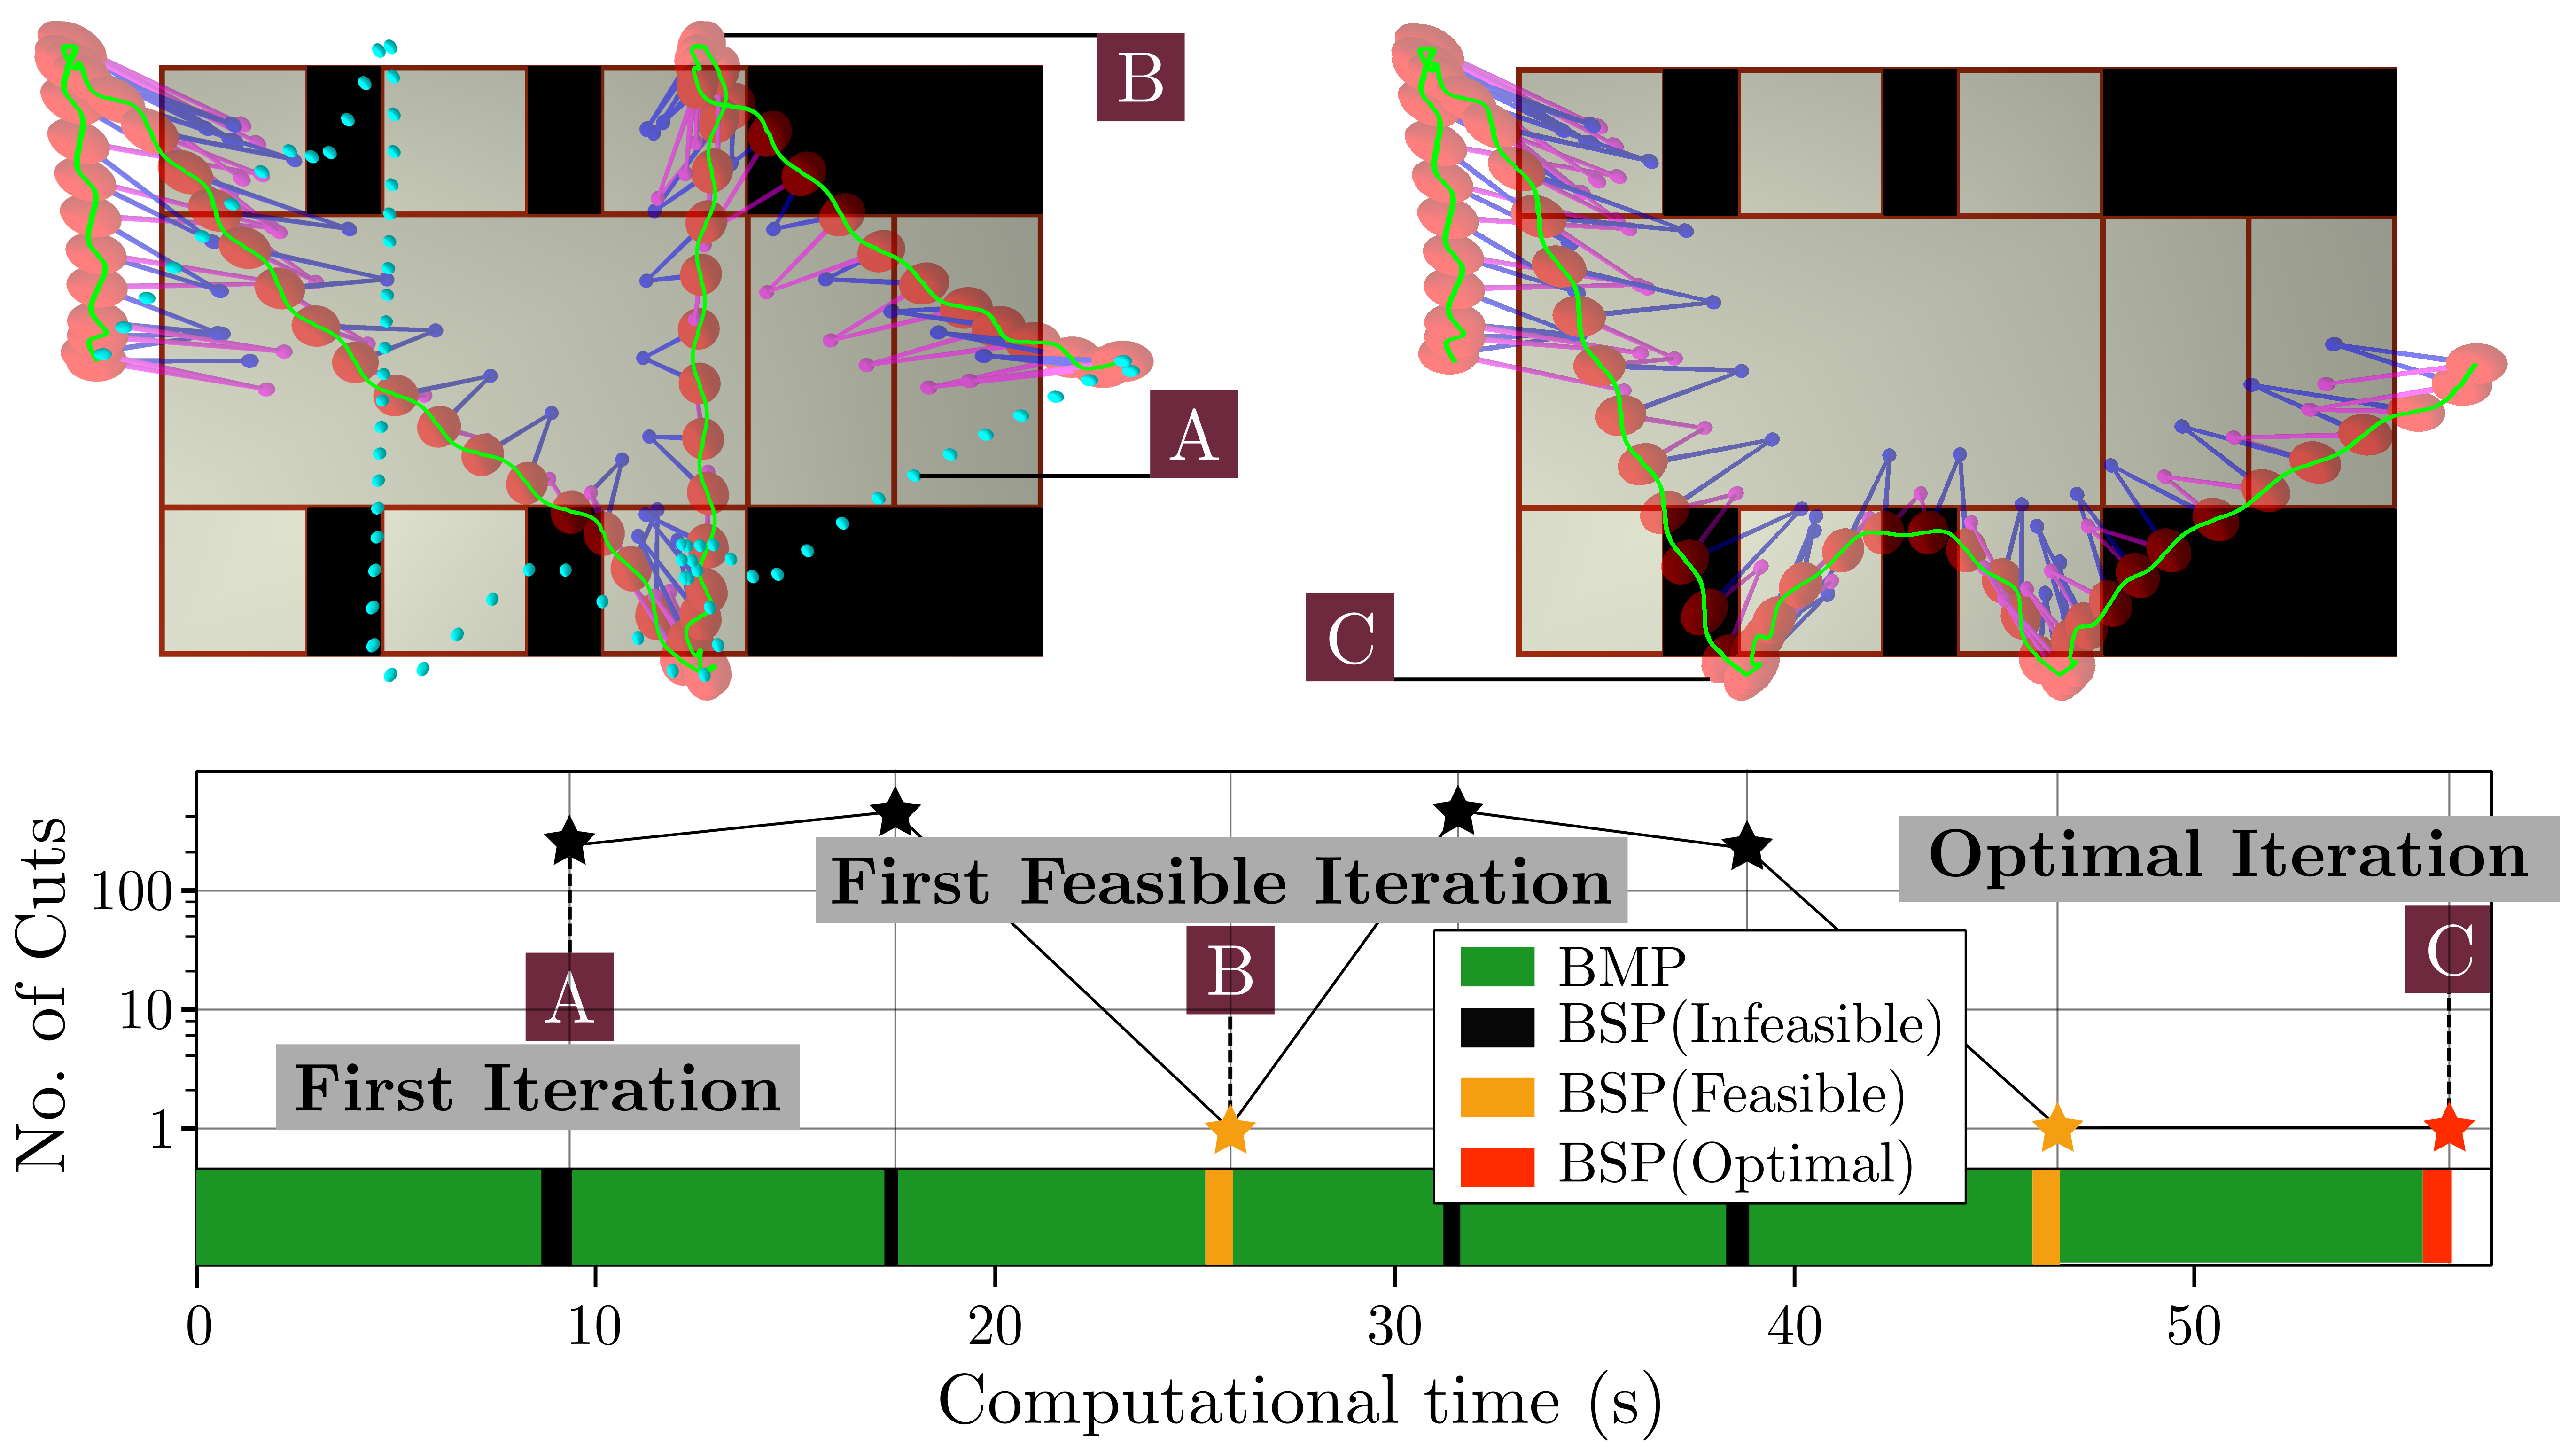 B
A
C
No. of Cuts
100
10
1
First Feasible Iteration
Optimal Iteration
A
B
C
First Iteration
BMP
BSP(Infeasible)
BSP(Feasible)
BSP(Optimal)
0
10
20
30
40
50
Computational time (s)